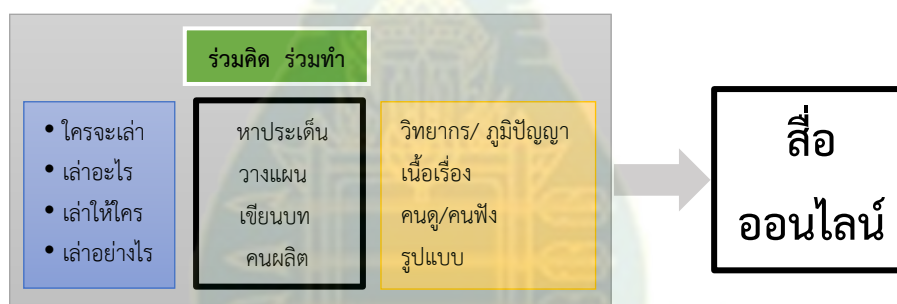 ร่วมคิด ร่วมทำ
• ใครจะเล่า
• เล่าอะไร
• เล่าให้ใคร
• เล่าอย่างไร
หาประเด็น
วางแผน
เขียนบท
คนผลิต
วิทยากร/ ภูมิปัญญา
เนื้อเรื่อง
คนดู/คนฟัง
รูปแบบ
สื่อ
ออนไลน์